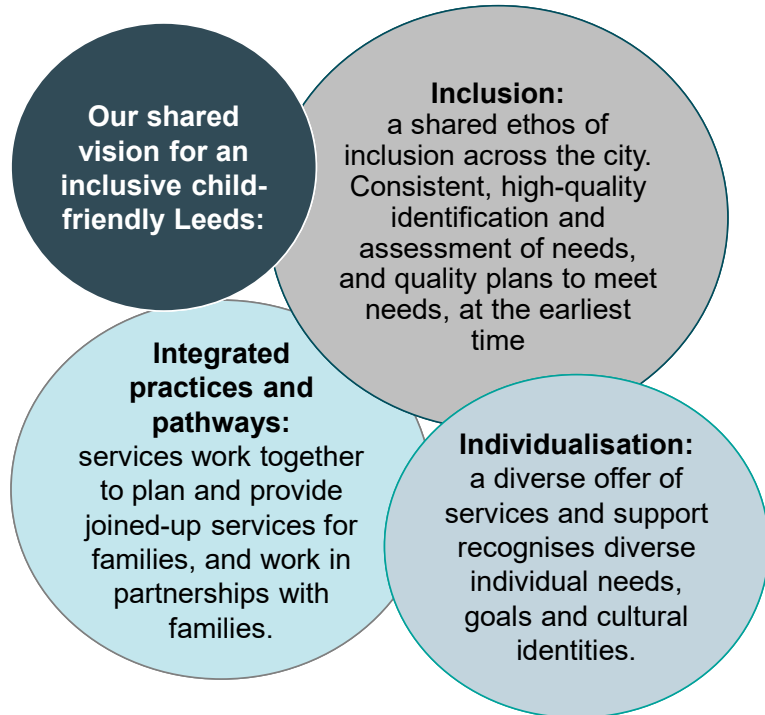 Our shared
vision for an
inclusive child-
friendly Leeds:
Inclusion:
a shared ethos of
inclusion across the city.
Consistent, high-quality
identification and
assessment of needs,
and quality plans to meet
needs, at the earliest
time
Integrated
practices and
pathways:
services work together
to plan and provide
joined-up services for
families, and work in
partnerships with
families.
Individualisation:
a diverse offer of
services and support
recognises diverse
individual needs,
goals and cultural
identities.